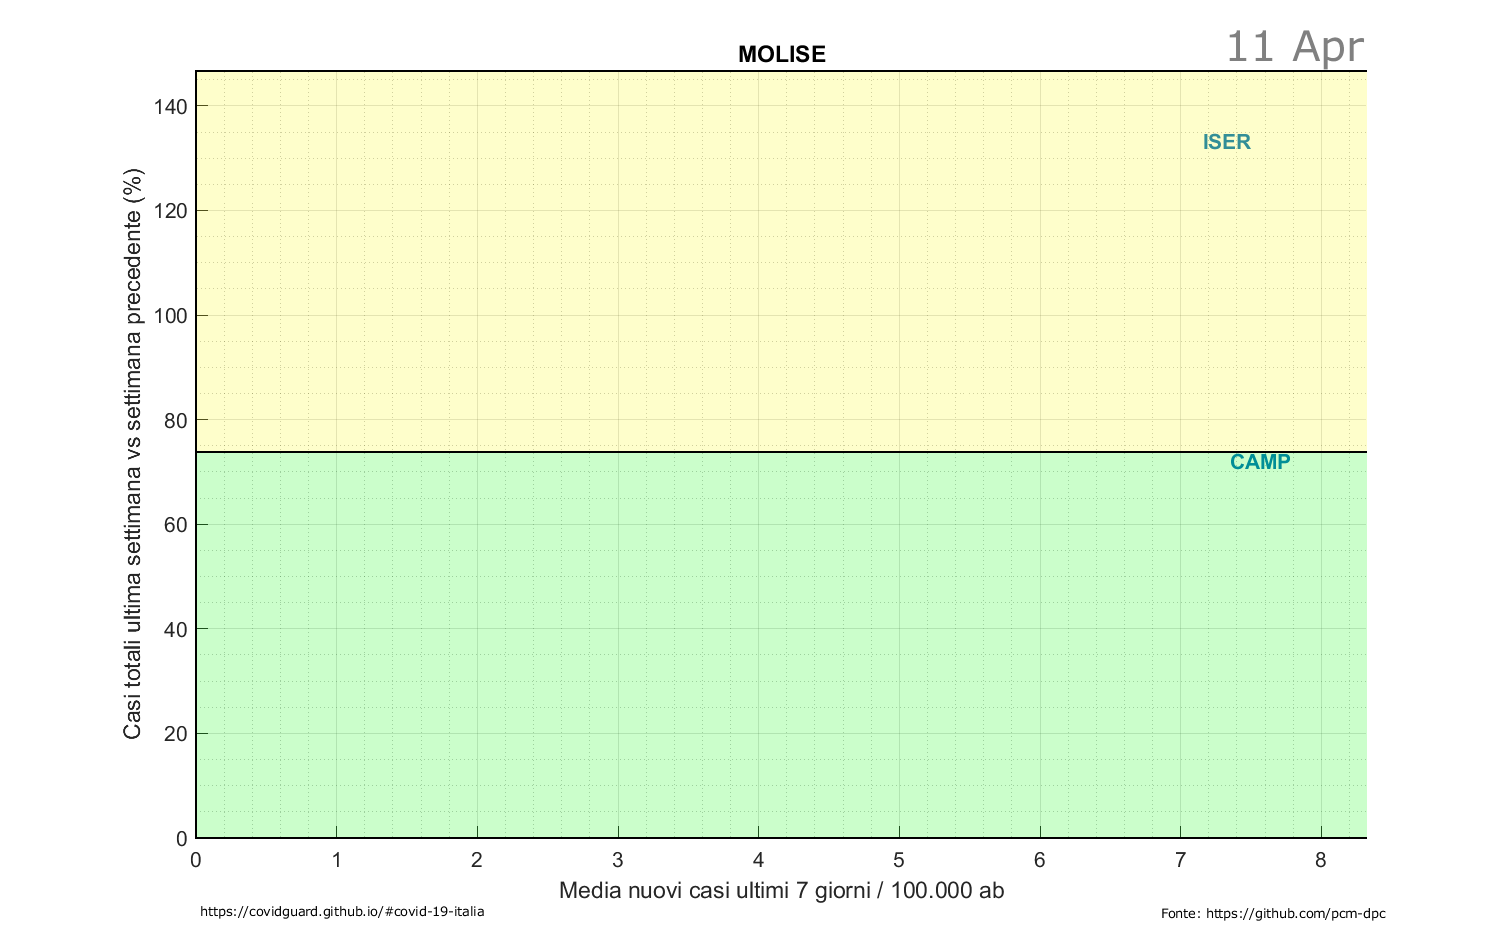 11 Apr
MOLISE
Casi totali ultima settimana vs settimana precedente (%)
140
120
100
80
60
40
20
0
ISER
CAMP
0 1 2 3 4 5 6 7 8
Media nuovi casi ultimi 7 giorni / 100.000 ab
https://covidguard.github.io/#covid-19-italia
Fonte: https://github.com/pcm-dpc